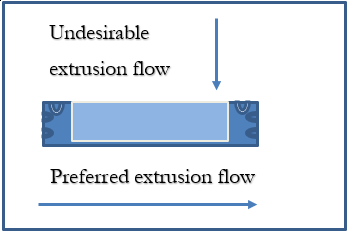 Undesirable
extrusion flow
Preferred extrusion flow